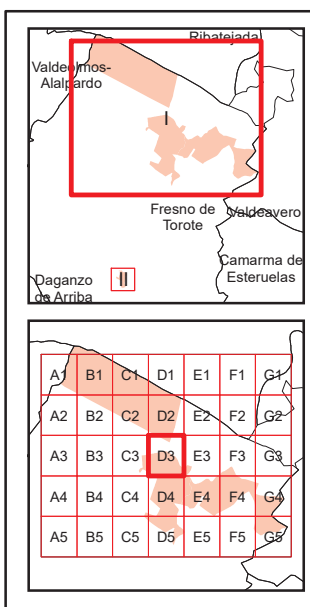 Ribatejada
Valdeolmos-
Alalpardo
I
Fresno de
Torote
Valdeavero
Camarma de
Esteruelas
Daganzo
de Arriba
II
A1 B1 C1 D1 E1 F1 G1
A2 B2 C2 D2 E2 F2 G2
A3 B3 C3 D3 E3 F3 G3
A4 B4 C4 D4 E4 F4 G4
A5 B5 C5 D5 E5 F5 G5